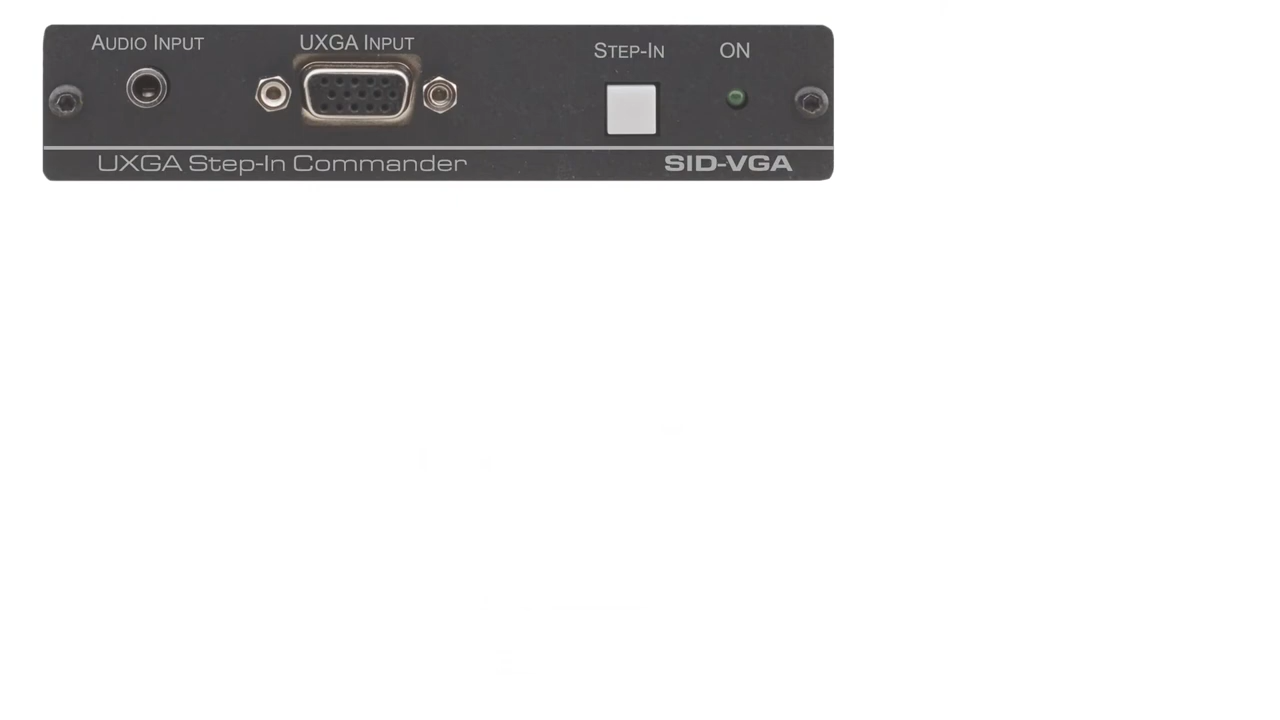 AUDIO INPUT
UXGA INPUT
STEP-IN
ON
UXGA Step-In Commander
SID-VGA